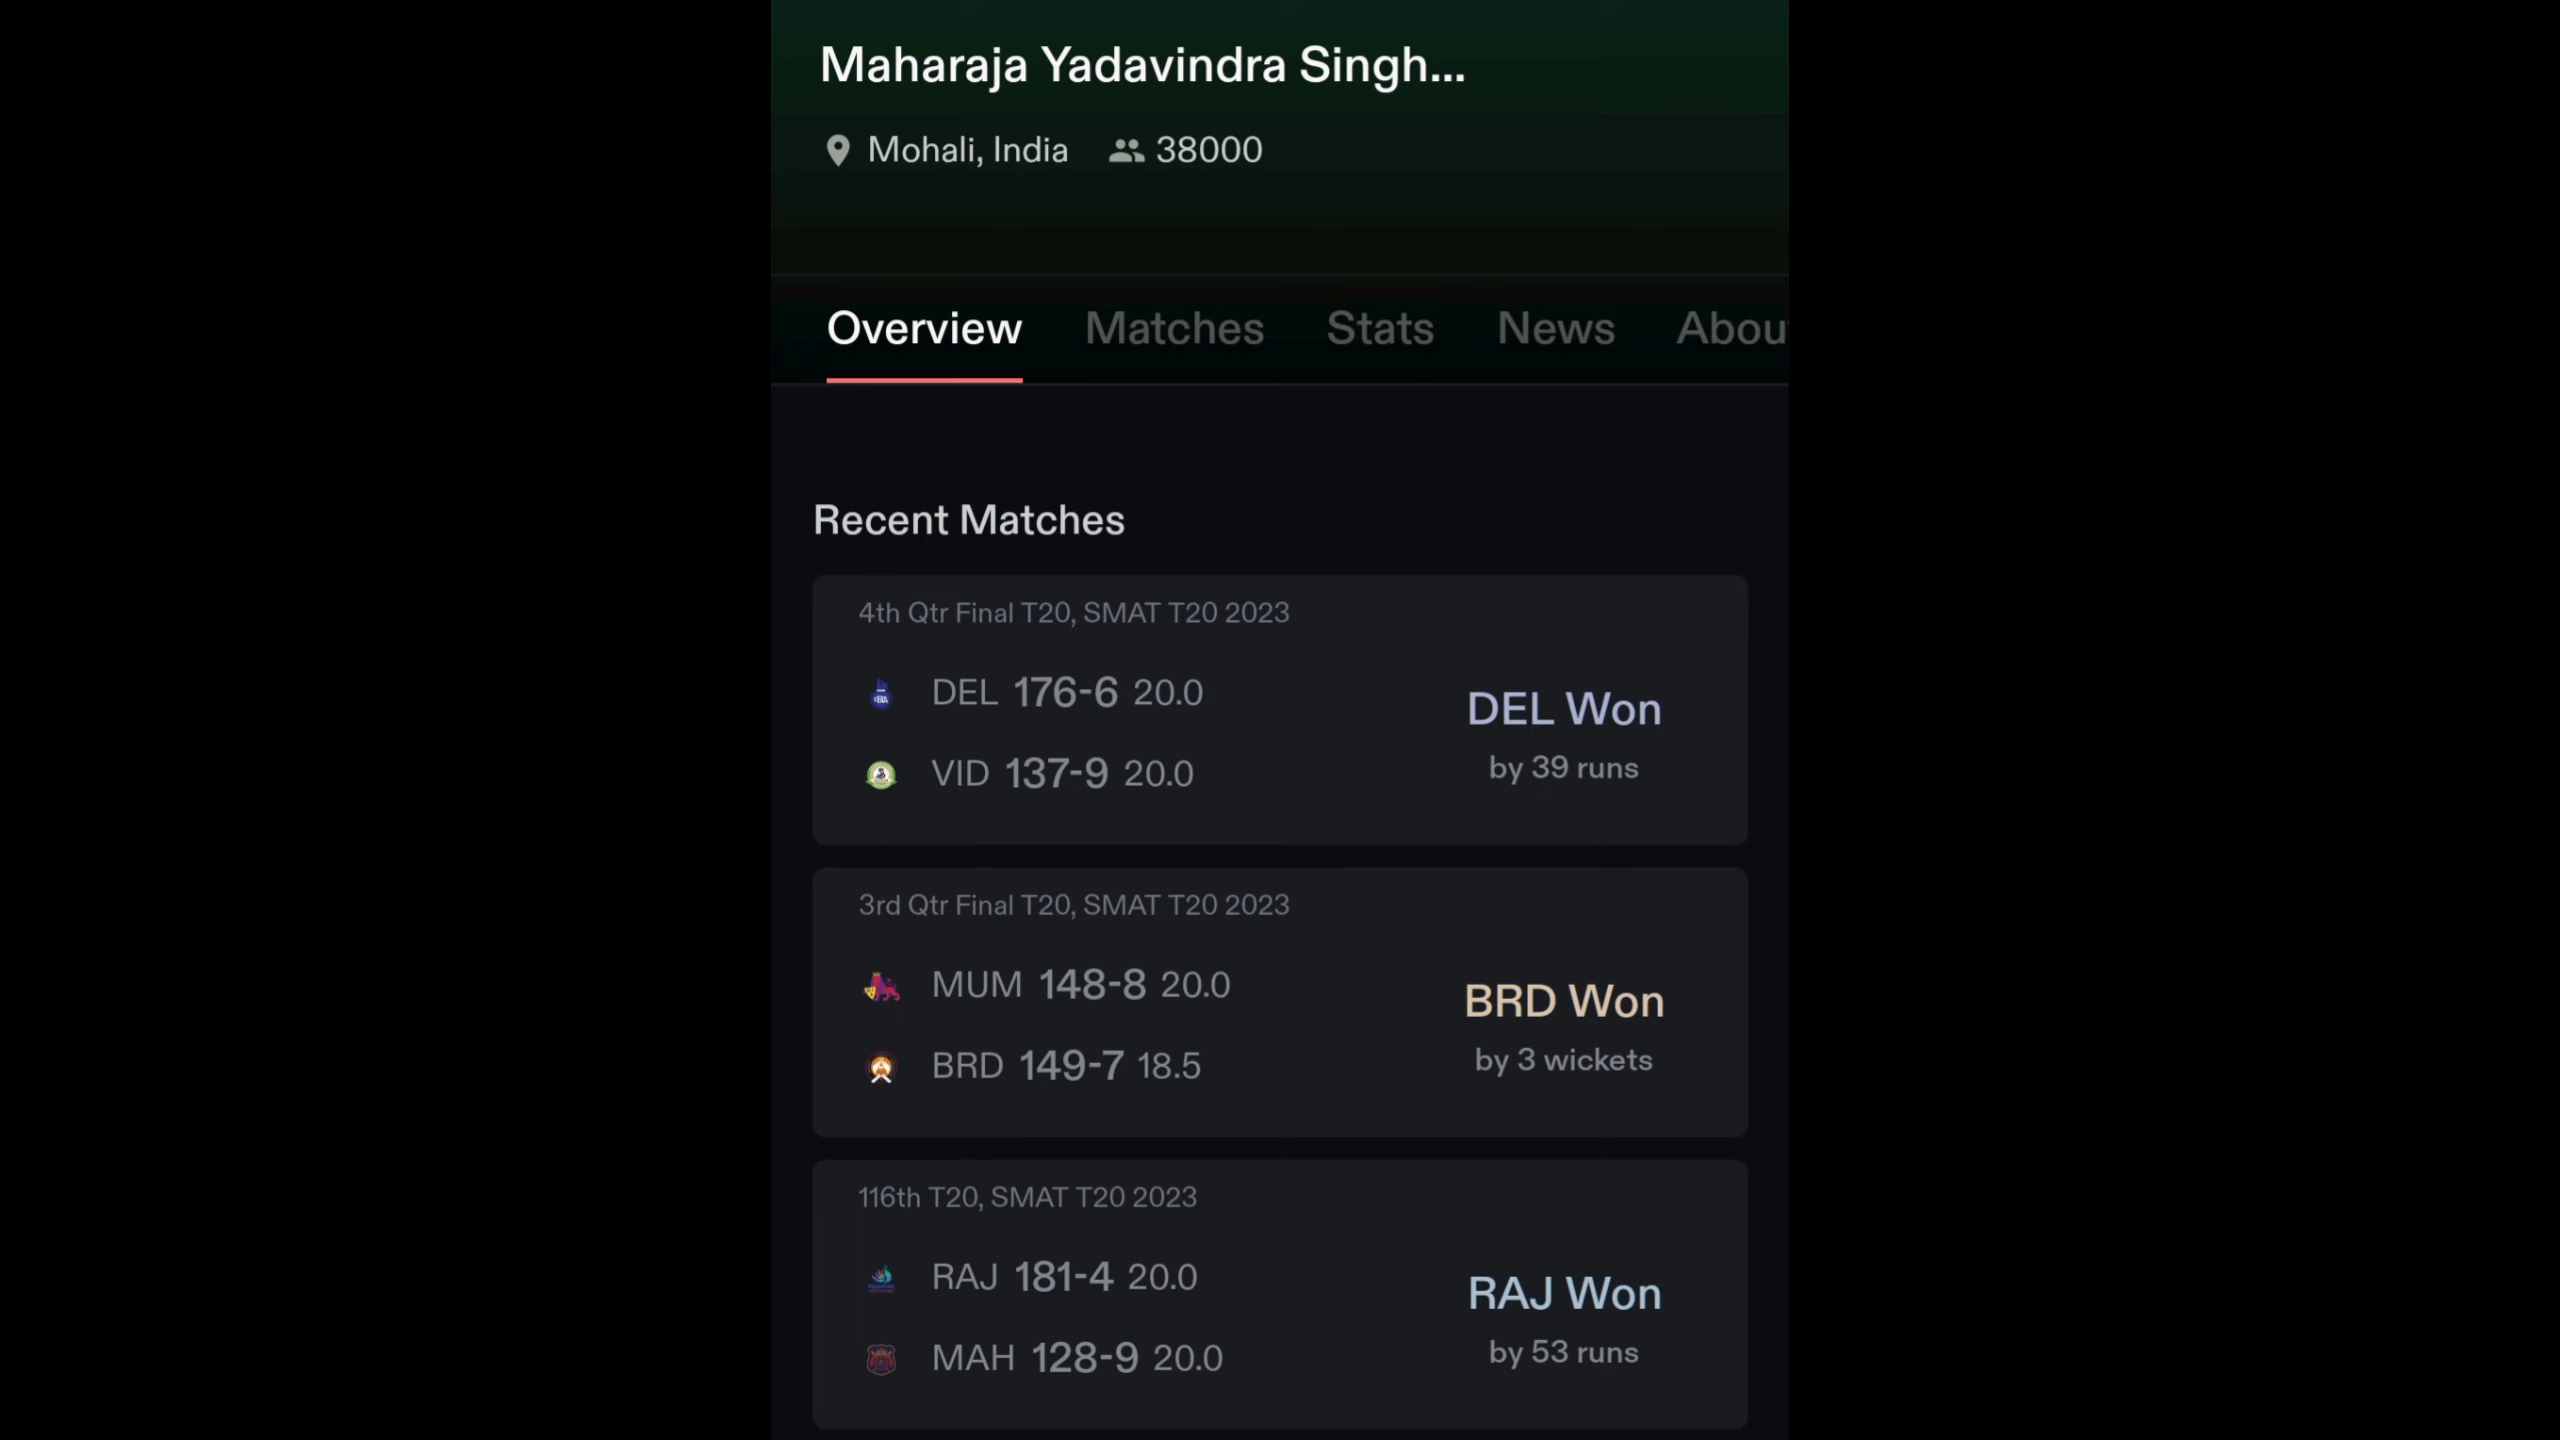 Maharaja Yadavindra Singh...
Mohali, India 38000
Overview Matches Stats News Abou
Recent Matches
4th Qtr Final T20, SMAT T20 2023
DEL 176-6 20.0
VID 137-9 20.0
DEL Won
by 39 runs
3rd Qtr Final T20, SMAT T20 2023
MUM 148-8 20.0
BRD 149-7 18.5
BRD Won
by 3 wickets
116th T20, SMAT T20 2023
RAJ 181-4 20.0
MAH 128-9 20.0
RAJ Won
by 53 runs